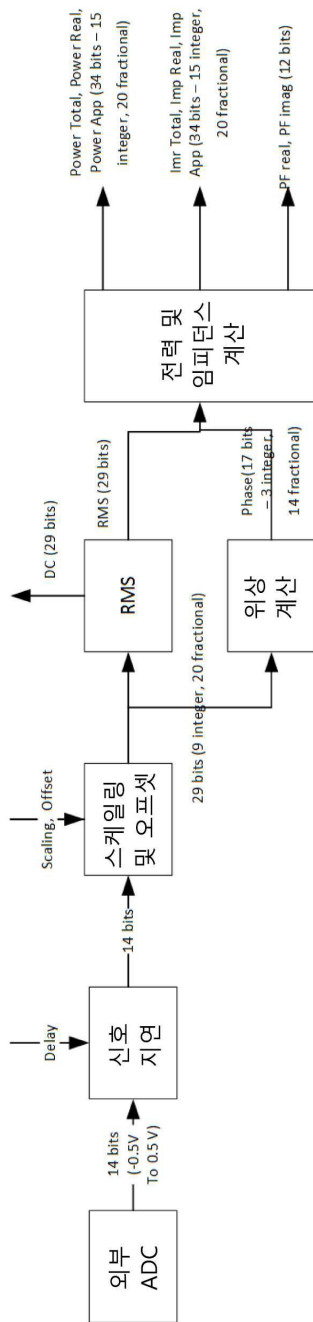 외부
ADC
14 bits
(-0.5V
To 0.5 V)
Delay
신호
지연
14 bits
Scaling, Offset
스케일링
및 오프셋
29 bits (9 integer, 20 fractional)
DC (29 bits)
RMS
RMS (29 bits)
위상
계산
Phase(17 bits
– 3 integer,
14 fractional)
전력 및
임피던스
계산
Power Total, Power Real,
Power App (34 bits – 15
integer, 20 fractional)
Imr Total, Imp Real, Imp
App (34 bits – 15 integer,
20 fractional)
PF real, PF imag (12 bits)